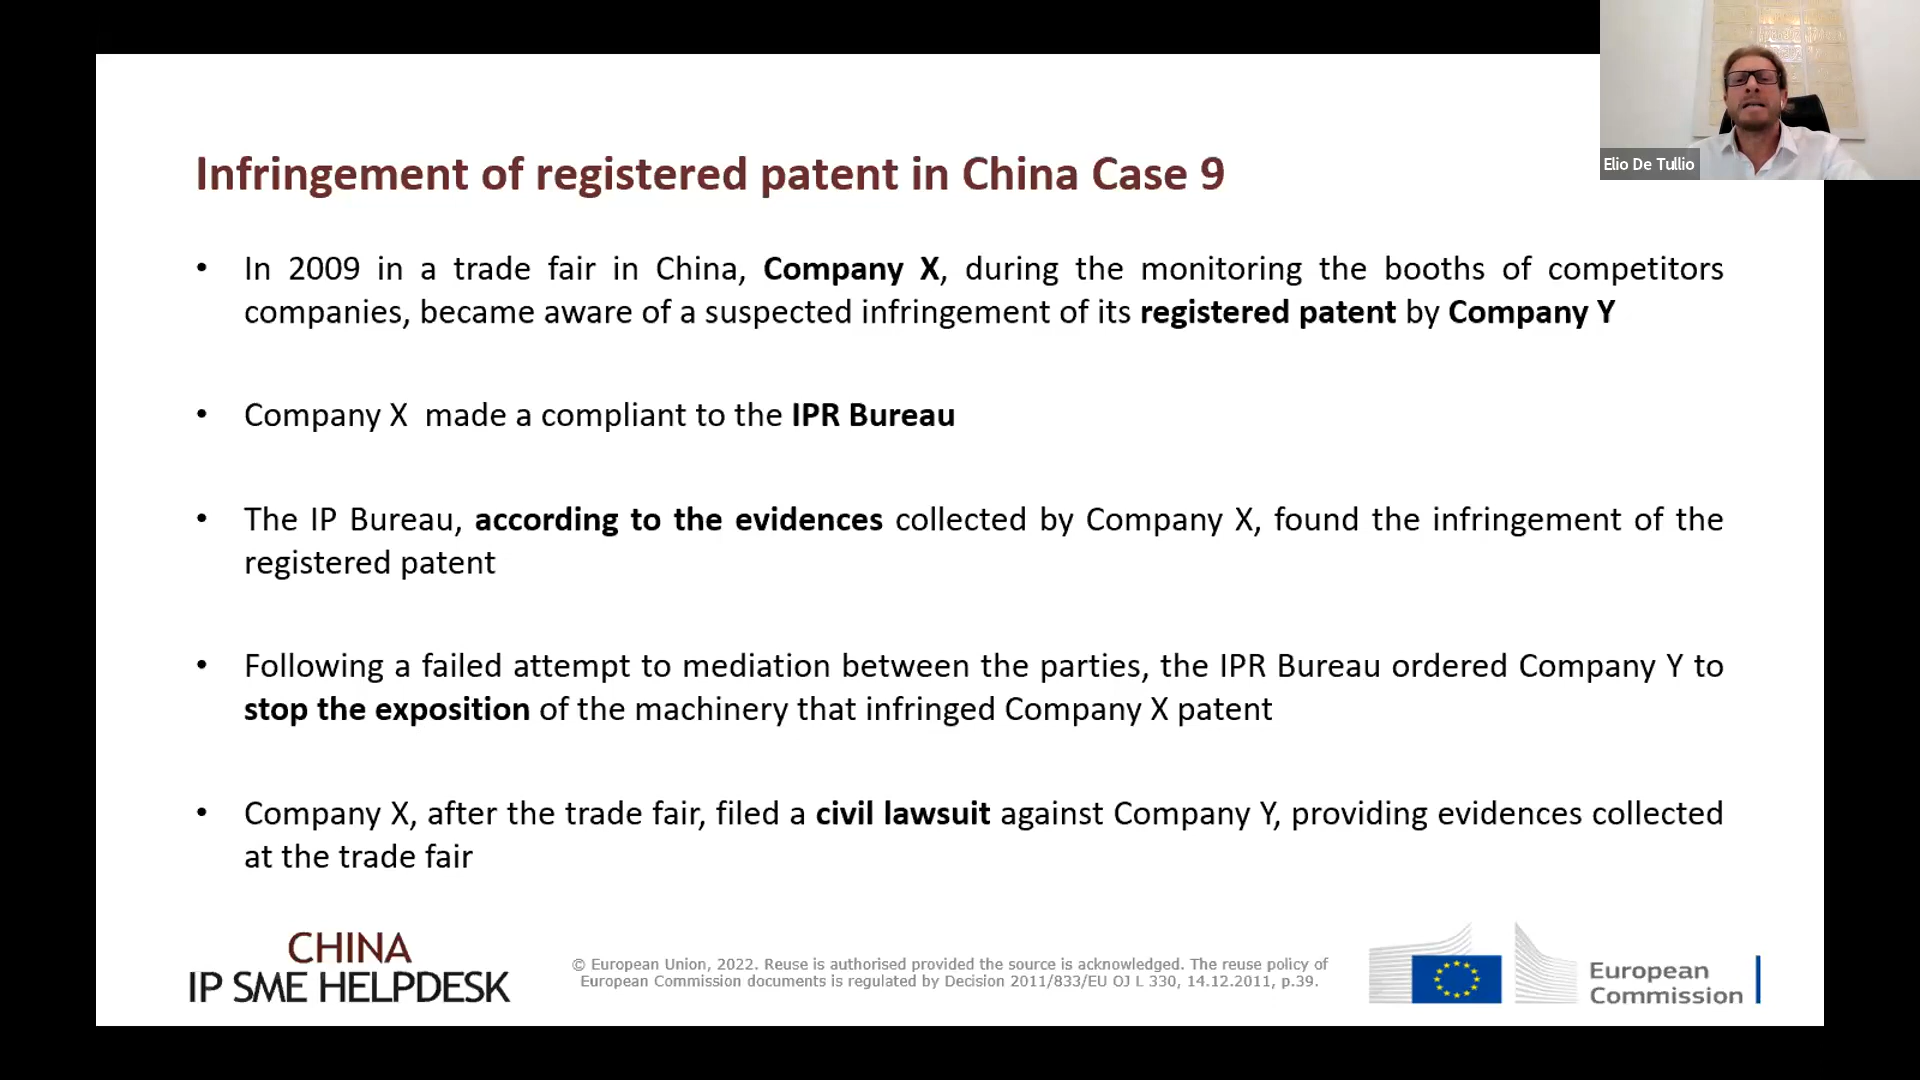 Infringement of registered patent in China Case 9
Elio De Tullio
• In 2009 in a trade fair in China, Company X, during the monitoring the booths of competitors
companies, became aware of a suspected infringement of its registered patent by Company Y
• Company X  made a compliant to the IPR Bureau
• The IP Bureau, according to the evidences collected by Company X, found the infringement of the
registered patent
• Following a failed attempt to mediation between the parties, the IPR Bureau ordered Company Y to
stop the exposition of the machinery that infringed Company X patent
• Company X, after the trade fair, filed a civil lawsuit against Company Y, providing evidences collected
at the trade fair
CHINA
IP SME HELPDESK
© European Union, 2022. Reuse is authorised provided the source is acknowledged. The reuse policy of
European Commission documents is regulated by Decision 2011/833/EU OJ L 330, 14.12.2011, p.39.
European
Commission